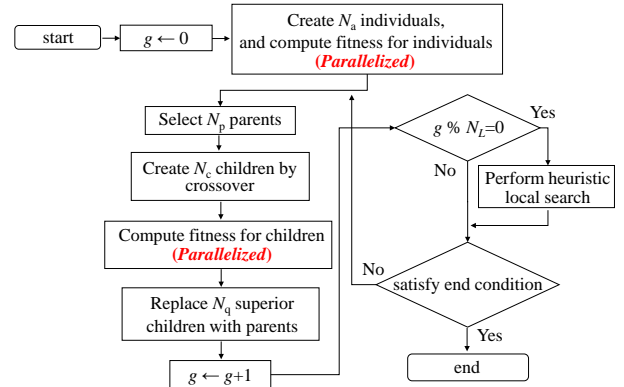 start
g ← 0
Create Na individuals,
and compute fitness for individuals
(Parallelized)
Select Np parents
Create Nc children by
crossover
Compute fitness for children
(Parallelized)
Replace Nq superior
children with parents
g ← g+1
g % NL=0
Yes
No
Perform heuristic
local search
satisfy end condition
No
Yes
end